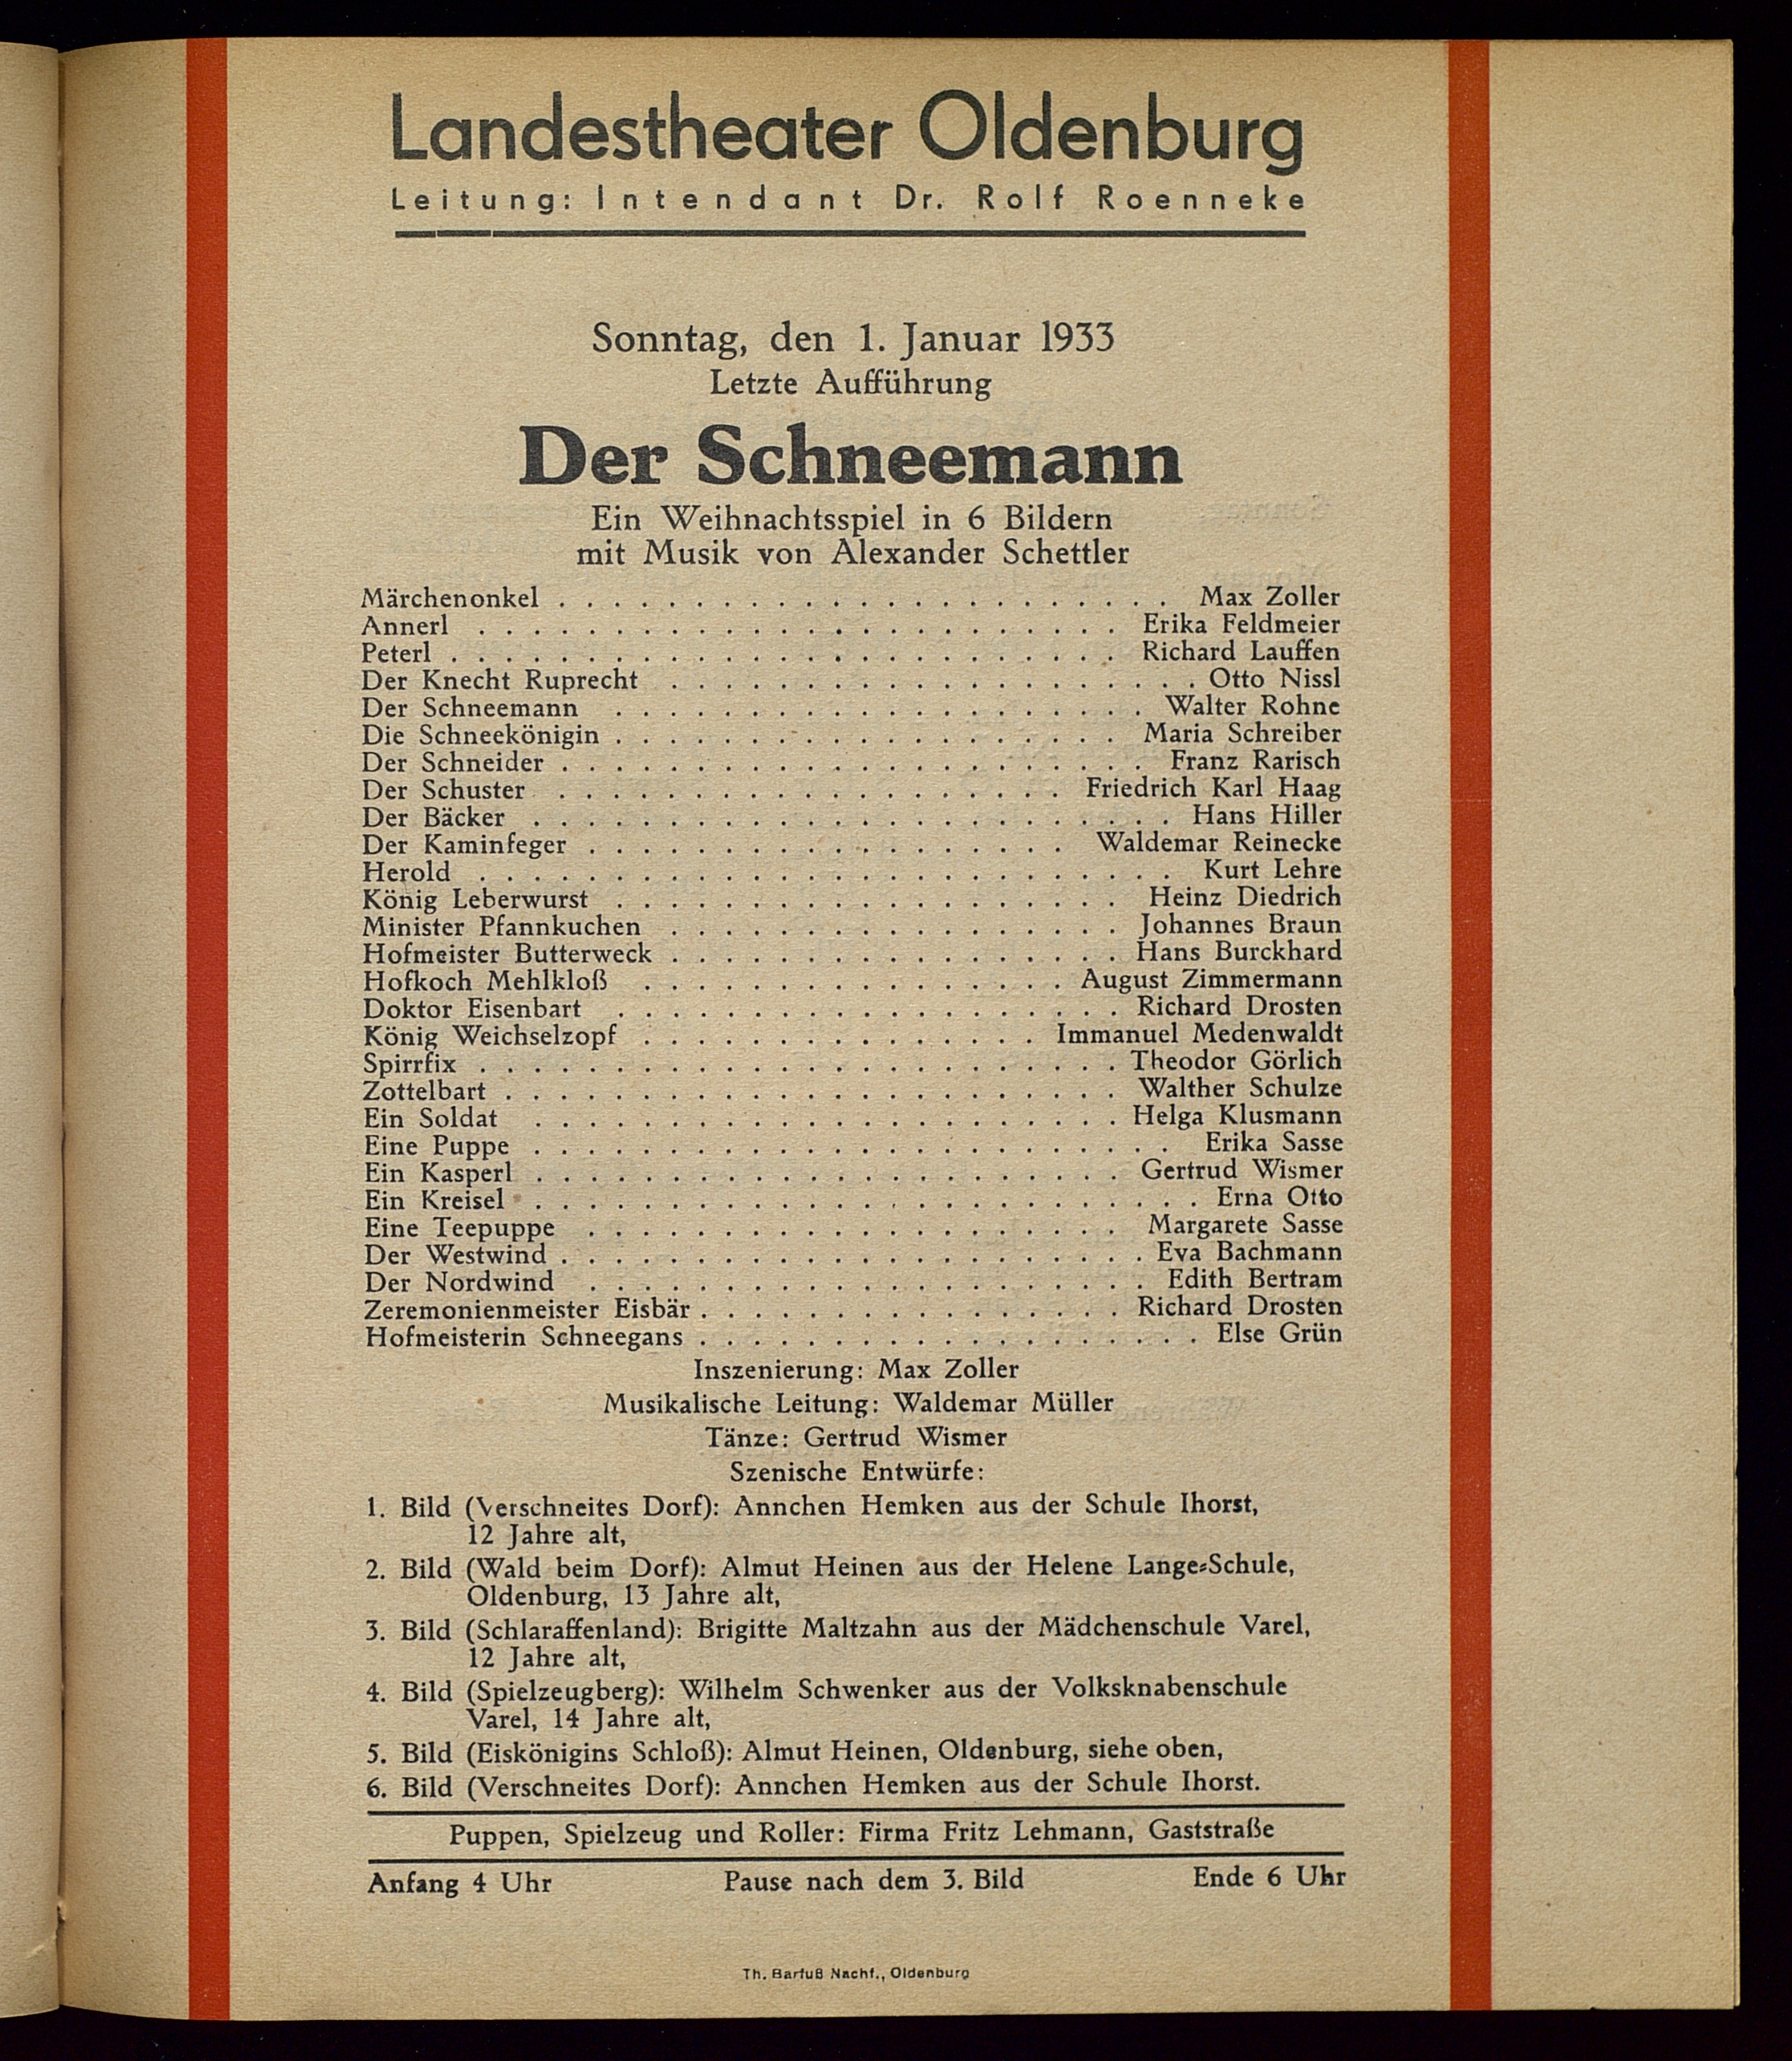 Landestheater Oldenburg
Leitung: Intendant Dr. Rolf Roenneke
Sonntag, den 1. Januar 1933
Letzte Aufführung
Der Schneemann
Ein Weihnachtsspiel in 6 Bildern
mit Musik von Alexander Schettler
Märchenonkel . . . . . . . . . . . . . . . . . . . . . . . Max Zoller
Annerl . . . . . . . . . . . . . . . . . . . . . . . . Erika Feldmeier
Peterl . . . . . . . . . . . . . . . . . . . . . . . . . Richard Lauffen
Der Knecht Ruprecht . . . . . . . . . . . . . . . . . . . . Otto Nissl
Der Schneemann . . . . . . . . . . . . . . . . . . . . Walter Rohne
Die Schneekönigin . . . . . . . . . . . . . . . . . . . Maria Schreiber
Der Schneider . . . . . . . . . . . . . . . . . . . . . . Franz Rarisch
Der Schuster . . . . . . . . . . . . . . . . . . . Friedrich Karl Haag
Der Bäcker . . . . . . . . . . . . . . . . . . . . . . . . Hans Hiller
Der Kaminfeger . . . . . . . . . . . . . . . . . . Waldemar Reinecke
Herold . . . . . . . . . . . . . . . . . . . . . . . . . . Kurt Lehre
König Leberwurst . . . . . . . . . . . . . . . . . . . Heinz Diedrich
Minister Pfannkuchen . . . . . . . . . . . . . . . . . Johannes Braun
Hofmeister Butterweck . . . . . . . . . . . . . . . . . Hans Burckhard
Hofkoch Mehlkloß . . . . . . . . . . . . . . . . August Zimmermann
Doktor Eisenbart . . . . . . . . . . . . . . . . . . . Richard Drosten
König Weichselzopf . . . . . . . . . . . . . . . Immanuel Medenwaldt
Spirrfix . . . . . . . . . . . . . . . . . . . . . . . . Theodor Görlich
Zottelbart . . . . . . . . . . . . . . . . . . . . . . . Walther Schulze
Ein Soldat . . . . . . . . . . . . . . . . . . . . . . Helga Klusmann
Eine Puppe . . . . . . . . . . . . . . . . . . . . . . . . Erika Sasse
Ein Kasperl . . . . . . . . . . . . . . . . . . . . . . Gertrud Wismer
Ein Kreisel . . . . . . . . . . . . . . . . . . . . . . . . . Erna Otto
Eine Teepuppe . . . . . . . . . . . . . . . . . . . . Margarete Sasse
Der Westwind . . . . . . . . . . . . . . . . . . . . . . Eva Bachmann
Der Nordwind . . . . . . . . . . . . . . . . . . . . . Edith Bertram
Zeremonienmeister Eisbär . . . . . . . . . . . . . . . . Richard Drosten
Hofmeisterin Schneegans . . . . . . . . . . . . . . . . . . . Else Grün
Inszenierung: Max Zoller
Musikalische Leitung: Waldemar Müller
Tänze: Gertrud Wismer
Szenische Entwürfe:
1. Bild (Verschneites Dorf): Annchen Hemken aus der Schule Ihorst,
12 Jahre alt,
2. Bild (Wald beim Dorf): Almut Heinen aus der Helene Lange-Schule,
Oldenburg, 13 Jahre alt,
3. Bild (Schlaraffenland): Brigitte Maltzahn aus der Mädchenschule Varel,
12 Jahre alt,
4. Bild (Spielzeugberg): Wilhelm Schwenker aus der Volksknabenschule
Varel, 14 Jahre alt,
5. Bild (Eiskönigins Schloß): Almut Heinen, Oldenburg, siehe oben,
6. Bild (Verschneites Dorf): Annchen Hemken aus der Schule Ihorst.
Puppen, Spielzeug und Roller: Firma Fritz Lehmann, Gaststraße
Anfang 4 Uhr Pause nach dem 3. Bild Ende 6 Uhr
Th. Barfuß Nachf., Oldenburg